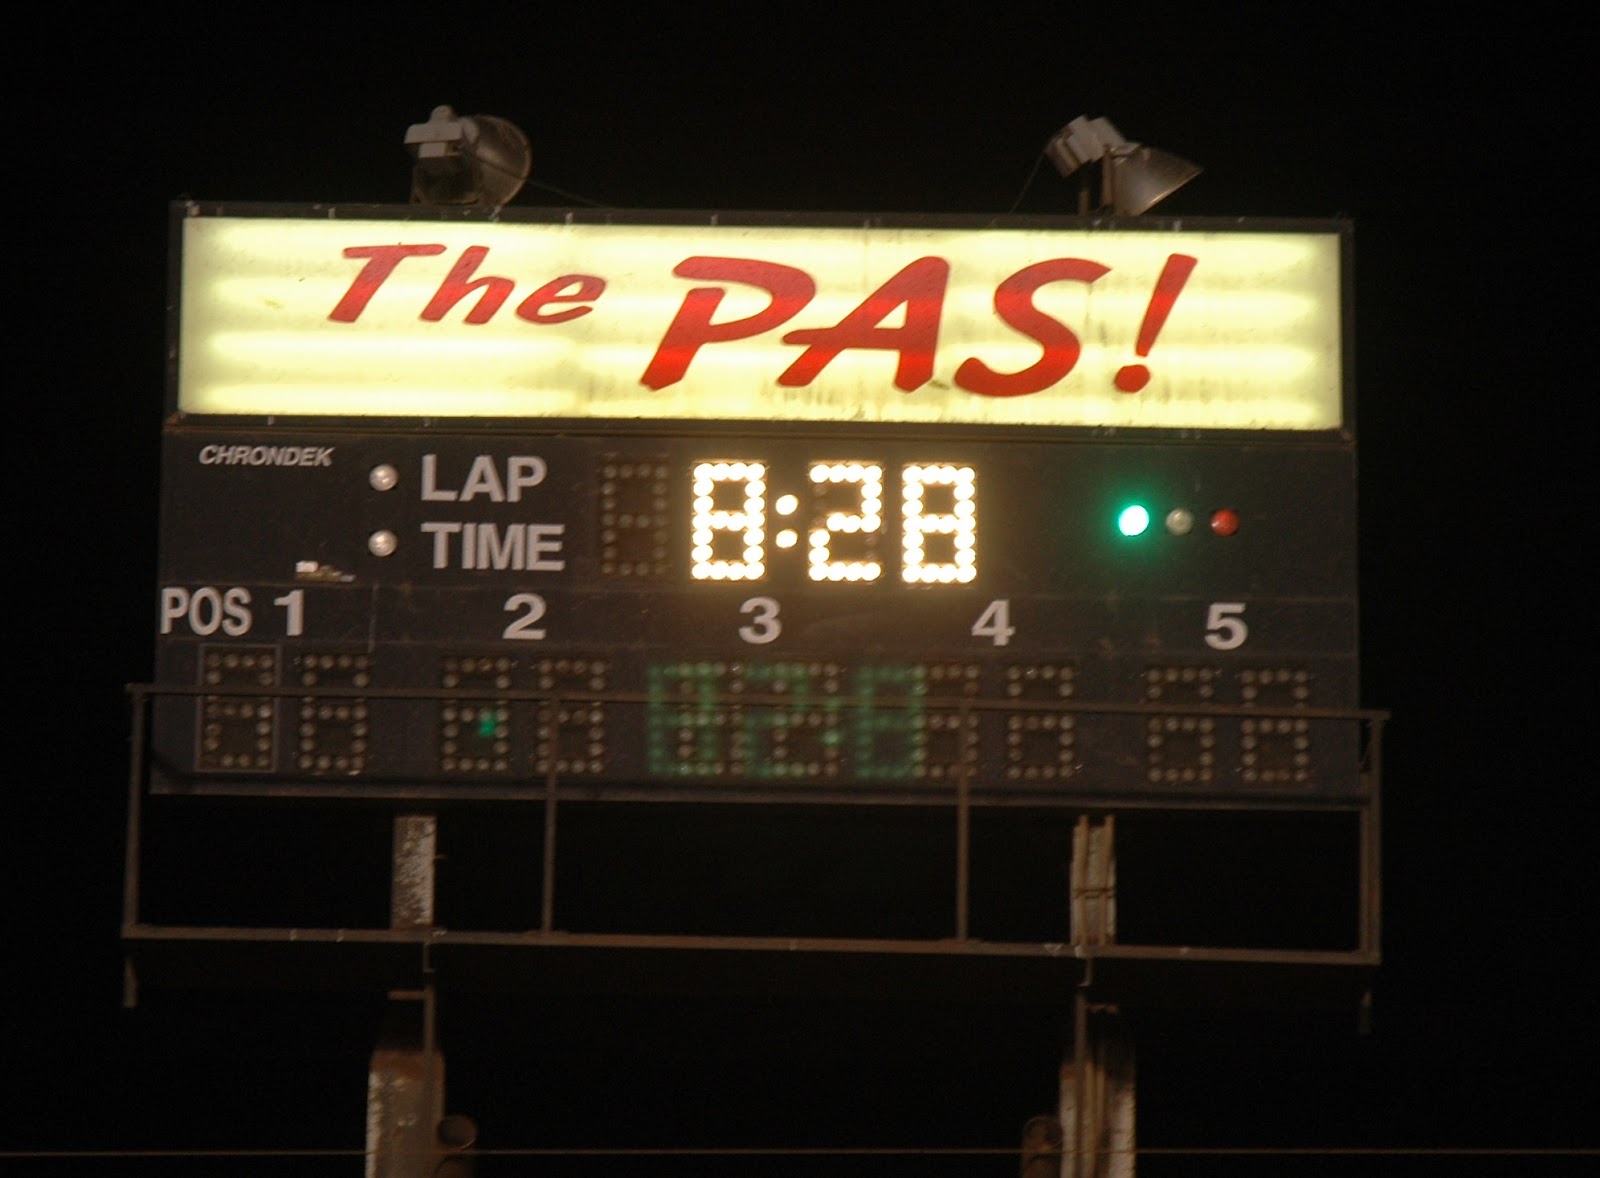 The PAS!
CHRONDEK
LAP
TIME
8:28
POS 1 2 3 4 5